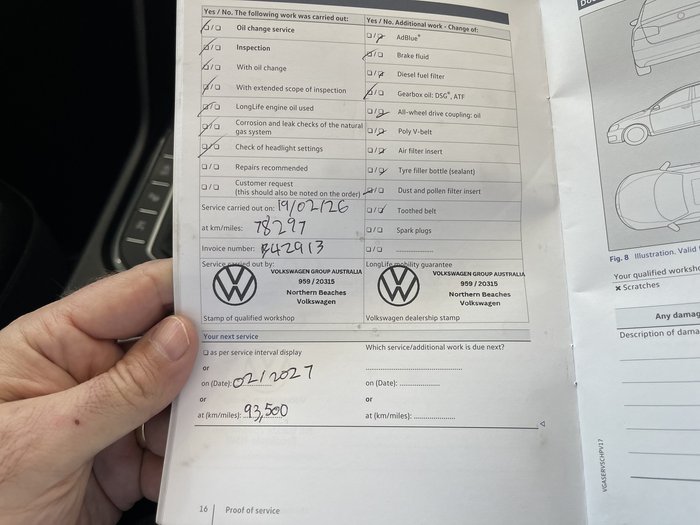 Yes / No. The following work was carried out:
☑/☐ Oil change service
☑/☐ Inspection
☑/☐ With oil change
☑/☐ With extended scope of inspection
☑/☐ LongLife engine oil used
☑/☐ Corrosion and leak checks of the natural
gas system
☑/☐ Check of headlight settings
☐/☐ Repairs recommended
☐/☐ Customer request
(this should also be noted on the order)
Service carried out on: 19/02/26
at km/miles: 78297
Invoice number: B42913
Service carried out by:
VOLKSWAGEN GROUP AUSTRALIA
959 / 20315
Northern Beaches
Volkswagen
Stamp of qualified workshop
Yes / No. Additional work - Change of:
☐/☑ AdBlue®
☑/☐ Brake fluid
☐/☑ Diesel fuel filter
☑/☐ Gearbox oil: DSG®, ATF
☐/☑ All-wheel drive coupling: oil
☐/☑ Poly V-belt
☐/☑ Air filter insert
☐/☑ Tyre filler bottle (sealant)
☑/☐ Dust and pollen filter insert
☐/☑ Toothed belt
☐/☐ Spark plugs
☐/☐ ................
LongLife mobility guarantee
VOLKSWAGEN GROUP AUSTRALIA
959 / 20315
Northern Beaches
Volkswagen
Volkswagen dealership stamp
Your next service
☐ as per service interval display
or
on (Date): 02/2027
or
at (km/miles): 93,500
Which service/additional work is due next?
on (Date): ................
or
at (km/miles): ................
16 | Proof of service
Fig. 8 Illustration. Valid
Your qualified
× Scratches
Any
Description of
VGASERVSCHPV17